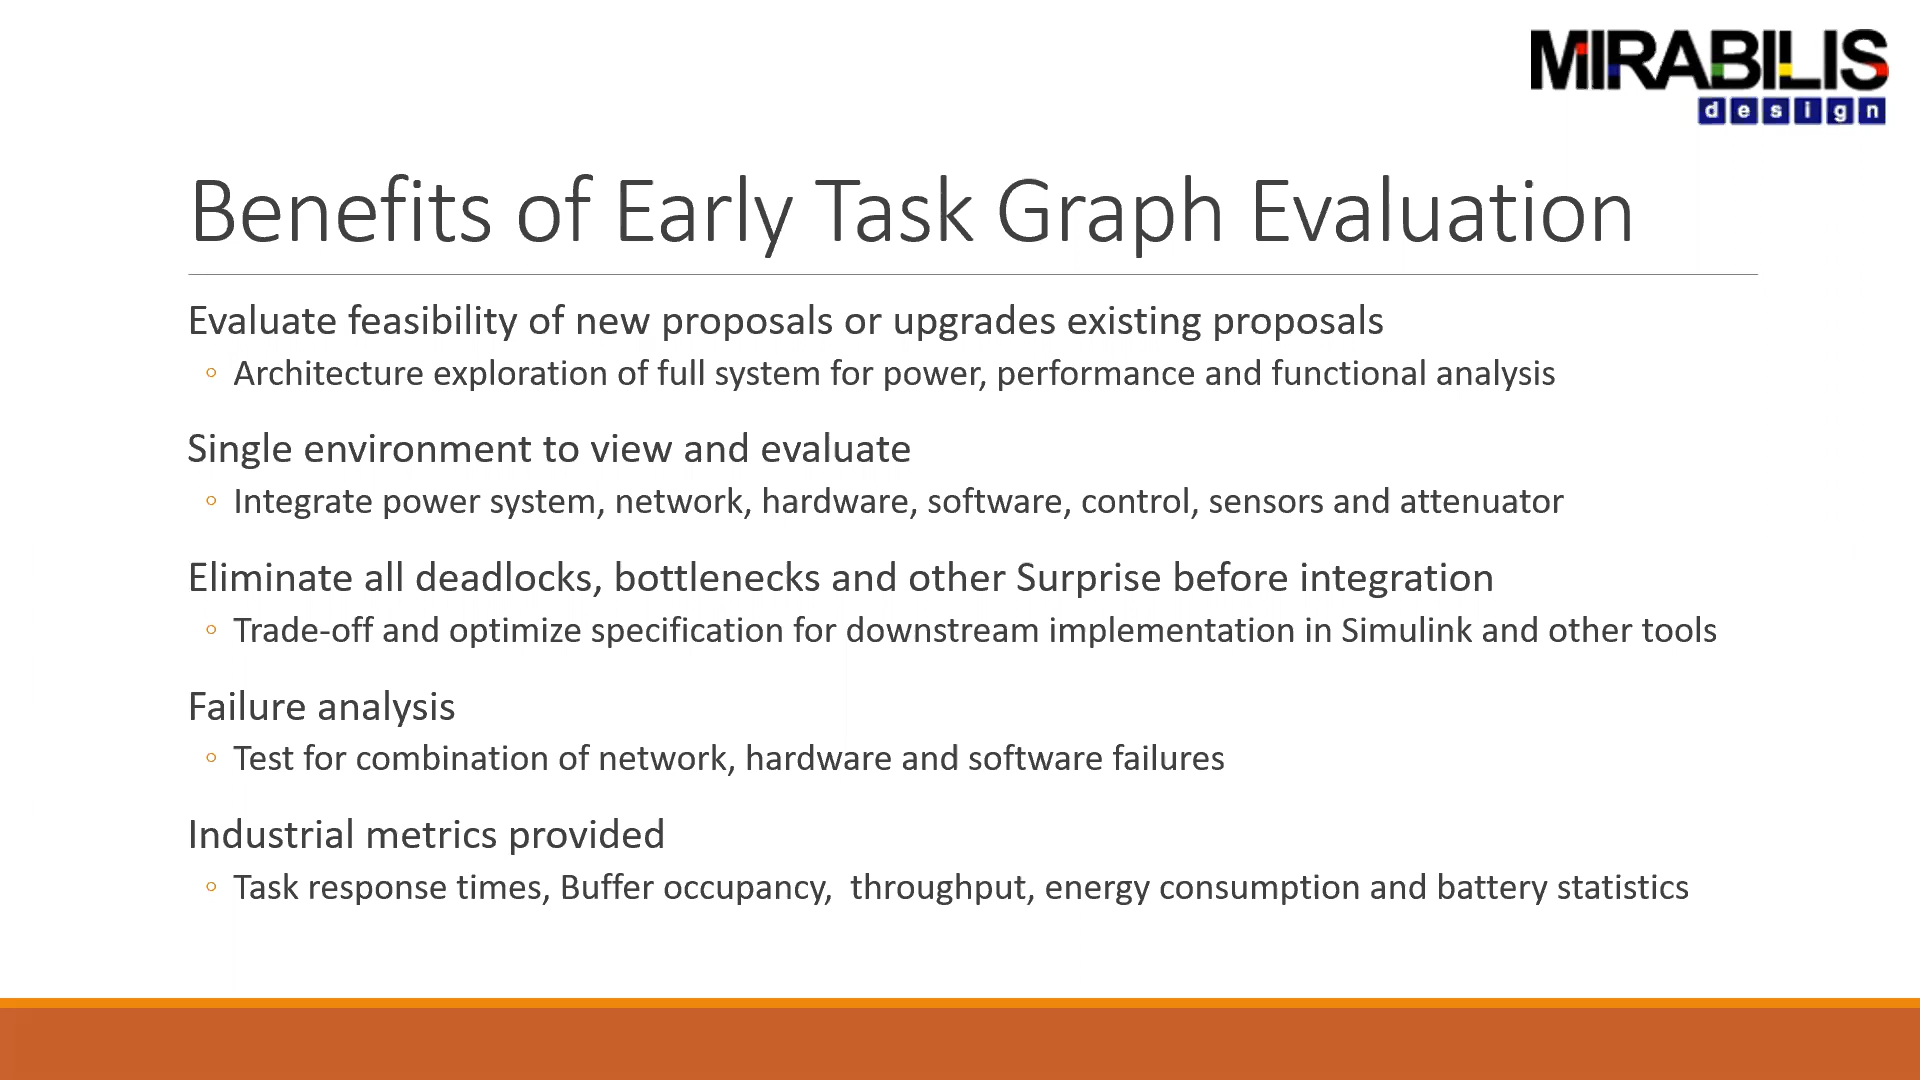 MIRABILIS
design
Benefits of Early Task Graph Evaluation
Evaluate feasibility of new proposals or upgrades existing proposals
◦ Architecture exploration of full system for power, performance and functional analysis
Single environment to view and evaluate
◦ Integrate power system, network, hardware, software, control, sensors and attenuator
Eliminate all deadlocks, bottlenecks and other Surprise before integration
◦ Trade-off and optimize specification for downstream implementation in Simulink and other tools
Failure analysis
◦ Test for combination of network, hardware and software failures
Industrial metrics provided
◦ Task response times, Buffer occupancy,  throughput, energy consumption and battery statistics